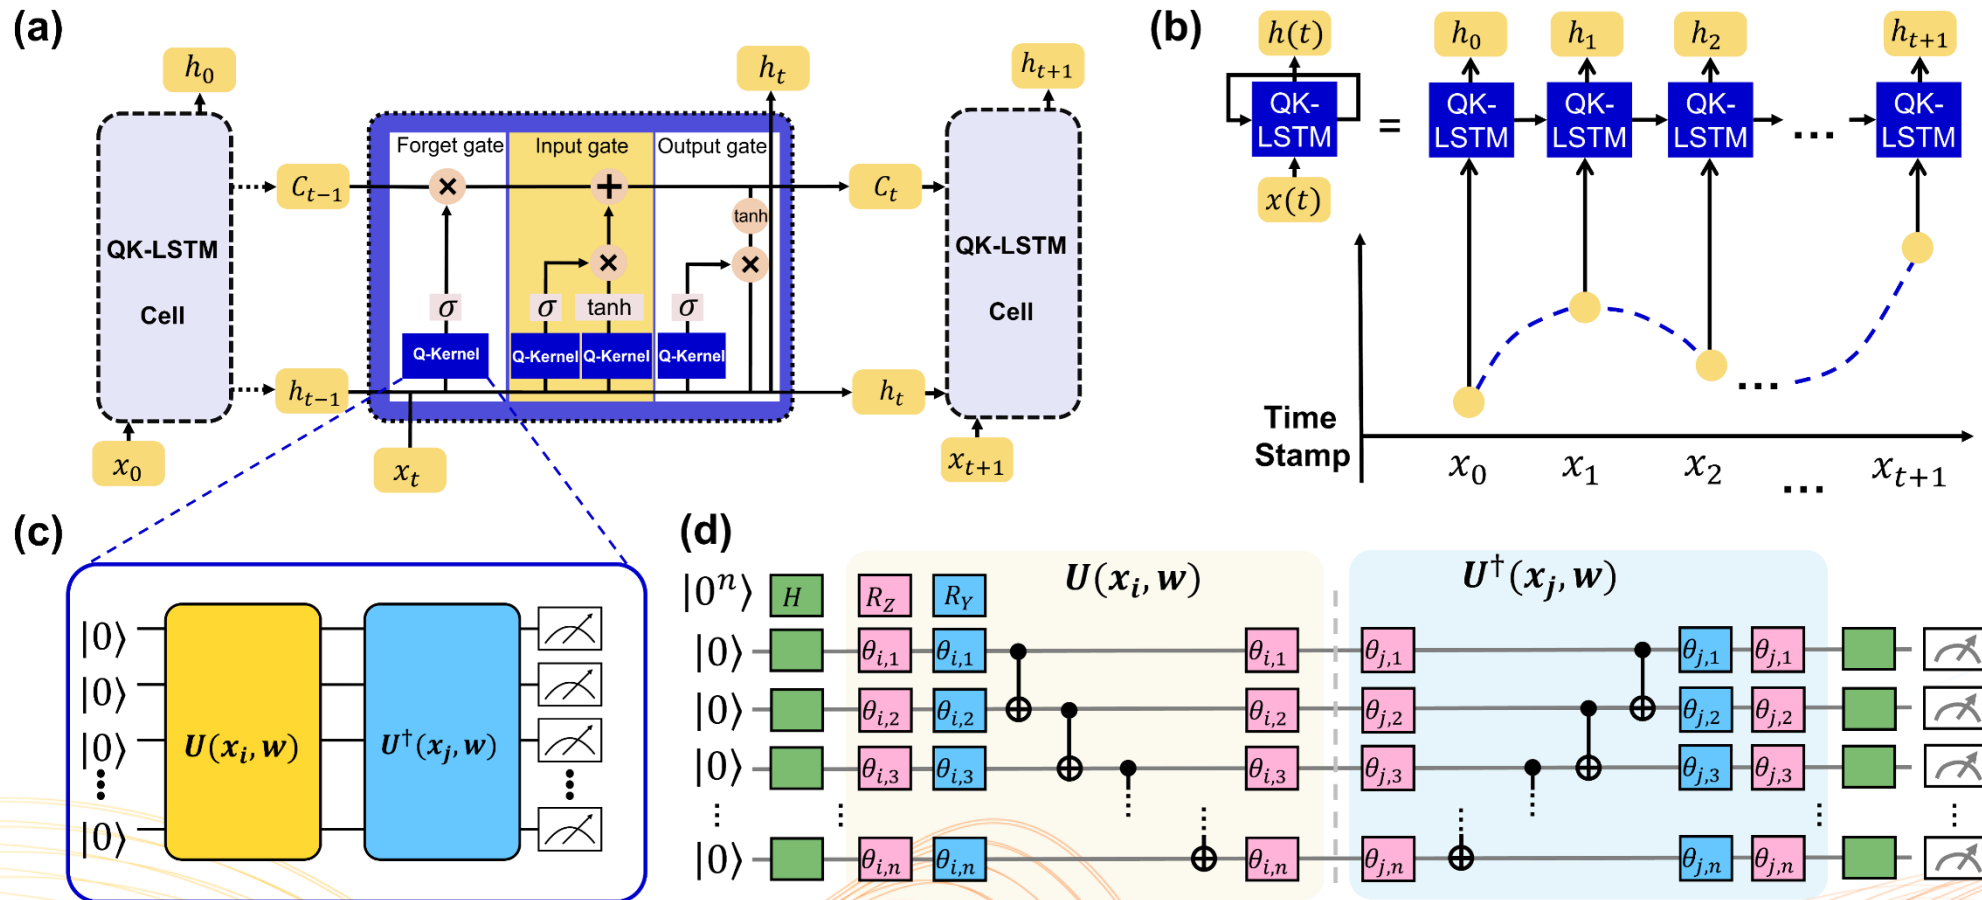 (a)
h_0
h_t
h_{t+1}
Forget gate
Input gate
Output gate
C_{t−1}
×
+
C_t
tanh
QK-LSTM
Cell
×
×
QK-LSTM
Cell
σ
σ
tanh
σ
Q-Kernel
Q-Kernel
Q-Kernel
Q-Kernel
h_{t−1}
h_t
x_0
x_t
x_{t+1}
(b)
h(t)
h_0
h_1
h_2
h_{t+1}
QK-
LSTM
=
QK-
LSTM
QK-
LSTM
QK-
LSTM
...
QK-
LSTM
x(t)
...
Time
Stamp
x_0
x_1
x_2
...
x_{t+1}
(c)
|0⟩
|0⟩
|0⟩
⋮
|0⟩
U(x_i, w)
U†(x_j, w)
⋮
(d)
U(x_i, w)
U†(x_j, w)
|0^n⟩ H R_Z R_Y
|0⟩ θ_{i,1} θ_{i,1} θ_{i,1} θ_{j,1} θ_{j,1} θ_{j,1}
|0⟩ θ_{i,2} θ_{i,2} θ_{i,2} θ_{j,2} θ_{j,2} θ_{j,2}
|0⟩ θ_{i,3} θ_{i,3} θ_{i,3} θ_{j,3} θ_{j,3} θ_{j,3}
⋮ ⋮ ⋮ ⋮
|0⟩ θ_{i,n} θ_{i,n} θ_{i,n} θ_{j,n} θ_{j,n} θ_{j,n}